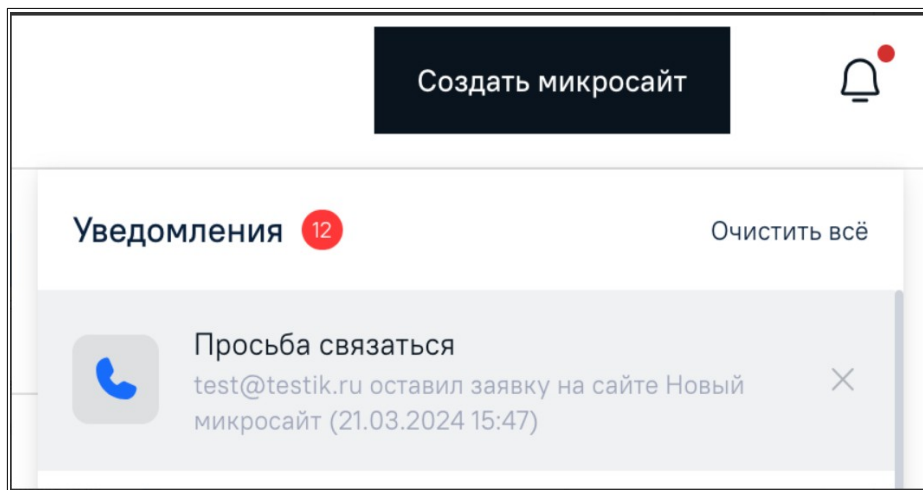 Создать микросайт
Уведомления 12
Очистить всё
Просьба связаться
test@testik.ru оставил заявку на сайте Новый
микросайт (21.03.2024 15:47)